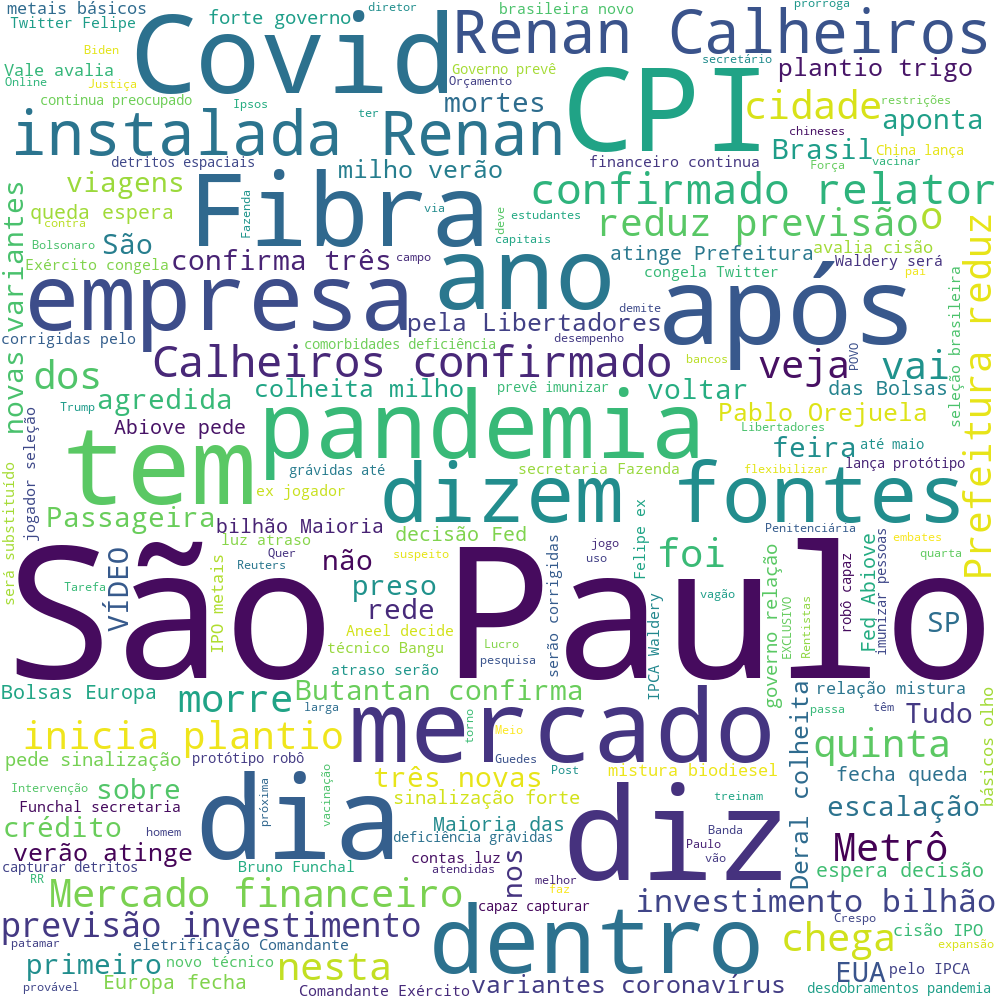 metais básicos
Twitter Felipe
forte governo
diretor
brasileira novo
prorroga
Biden
Covid
Renan Calheiros
Vale avalia
Online
Justiça
Governo prevê
Orçamento
secretário
plantio trigo
continua preocupado
Ipsos
ter
mortes
CPI
cidade
restrições
aponta
instalada Renan
chineses
Brasil
China lança
detritos espaciais
milho verão
financeiro continua
Força
vacinar
viagens
Fibra
Fazenda
confirmado relator
queda espera
contra
via
deve
estudantes
reduz previsão
o
Bolsonaro
São
capitais
atinge Prefeitura
avalia cisão
Exército congela
confirma três
campo
congela Twitter
Waldery será
pai
novas variantes
empresa
ano
após
demite
seleção brasileira
Prefeitura reduz
corrigidas pelo
pela Libertadores
desempenho
comorbidades deficiência
Calheiros confirmado
bancos
veja
POVO
vai
dos
agredida
colheita milho
prevê imunizar
voltar
das Bolsas
Trump
Abiove pede
pandemia
Pablo Orejuela
Libertadores
jogador seleção
tem
feira
até maio
grávidas até
secretaria Fazenda
flexibilizar
lança protótipo
ex jogador
dizem fontes
Passageira
bilhão Maioria
decisão Fed
luz atraso
Penitenciária
embates
será substituído
VÍDEO
Quer
Reuters
não
suspeito
jogo
uso
foi
Felipe ex
quarta
Tarefa
IPO metais
preso
rede
serão corrigidas
vagão
governo relação
EXCLUSIVO
Rentistas
robô capaz
Fed Abiove
imunizar pessoas
São Paulo
SP
Aneel decide
técnico Bangu
Lucro
pesquisa
atraso serão
IPCA Waldery
Bolsas Europa
morre
Butantan confirma
larga
relação mistura
passa
têm
Tudo
básicos olho
inicia plantio
mercado
torno
Meio
Guedes
quinta
pede sinalização
protótipo robô
três novas
Post
mistura biodiesel
fecha queda
Intervenção
sobre
dia
próxima
vacinação
sinalização forte
diz
treinam
Deral colheita
escalação
Funchal secretaria
crédito
homem
Maioria das
deficiência grávidas
Banda
Paulo
vão
Metrô
verão atinge
contas luz
atendidas
nos
capturar detritos
Bruno Funchal
melhor
faz
espera decisão
RR
Mercado financeiro
capaz capturar
investimento bilhão
previsão investimento
dentro
Crespo
cisão IPO
patamar
eletrificação Comandante
chega
expansão
primeiro
novo técnico
nesta
EUA
pelo IPCA
provável
Europa fecha
Comandante Exército
variantes coronavírus
desdobramentos pandemia